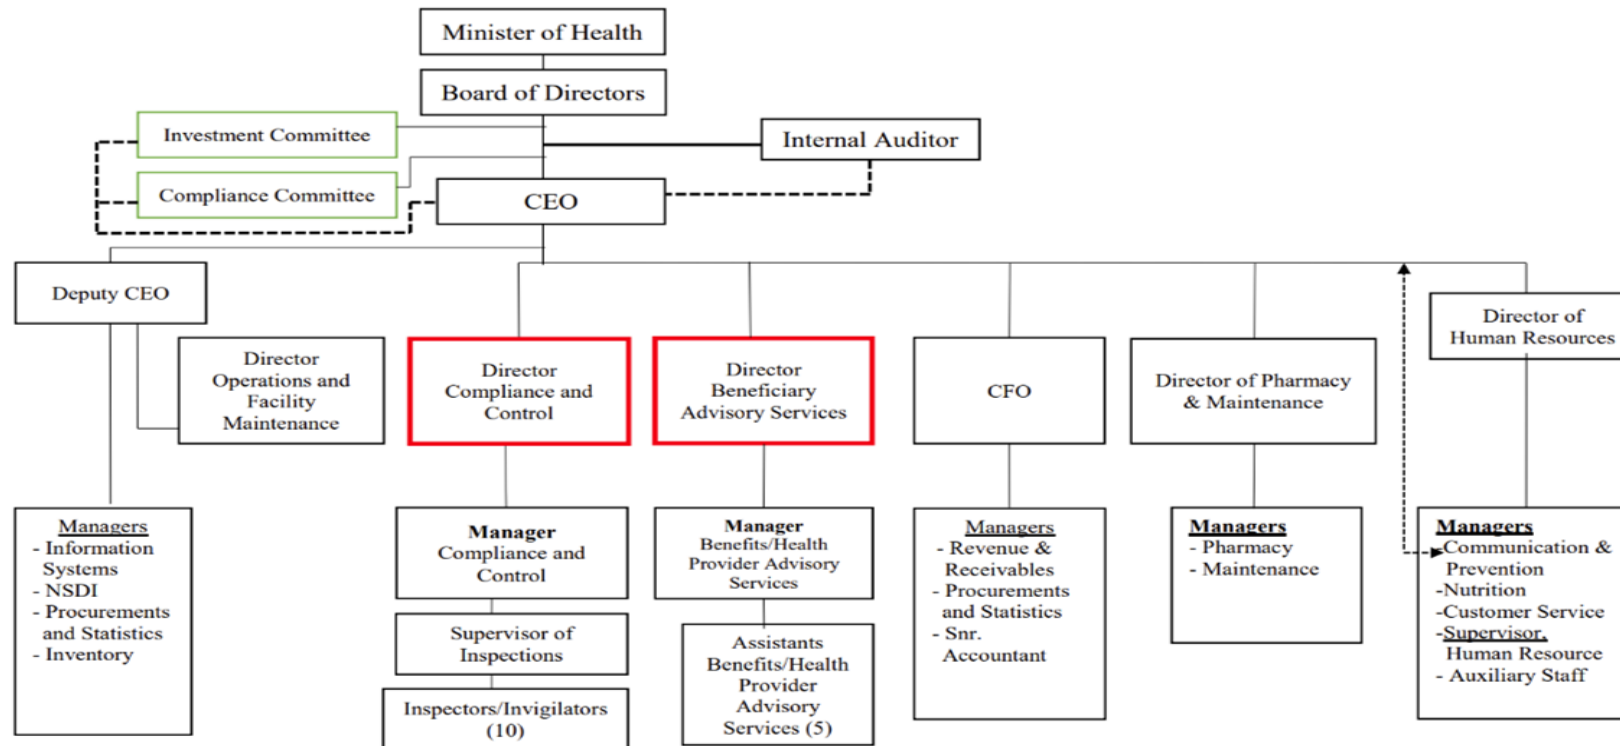 Minister of Health
Board of Directors
Investment Committee
Internal Auditor
Compliance Committee
CEO
Deputy CEO
Director of
Human Resources
Director
Operations and
Facility
Maintenance
Director
Compliance and
Control
Director
Beneficiary
Advisory Services
CFO
Director of Pharmacy
& Maintenance
Managers
- Information
Systems
- NSDI
- Procurements
and Statistics
- Inventory
Manager
Compliance and
Control
Supervisor of
Inspections
Inspectors/Invigilators
(10)
Manager
Benefits/Health
Provider Advisory
Services
Assistants
Benefits/Health
Provider
Advisory
Services (5)
Managers
- Revenue &
Receivables
- Procurements
and Statistics
- Snr.
Accountant
Managers
- Pharmacy
- Maintenance
Managers
-Communication &
Prevention
-Nutrition
-Customer Service
-Supervisor,
Human Resource
- Auxiliary Staff